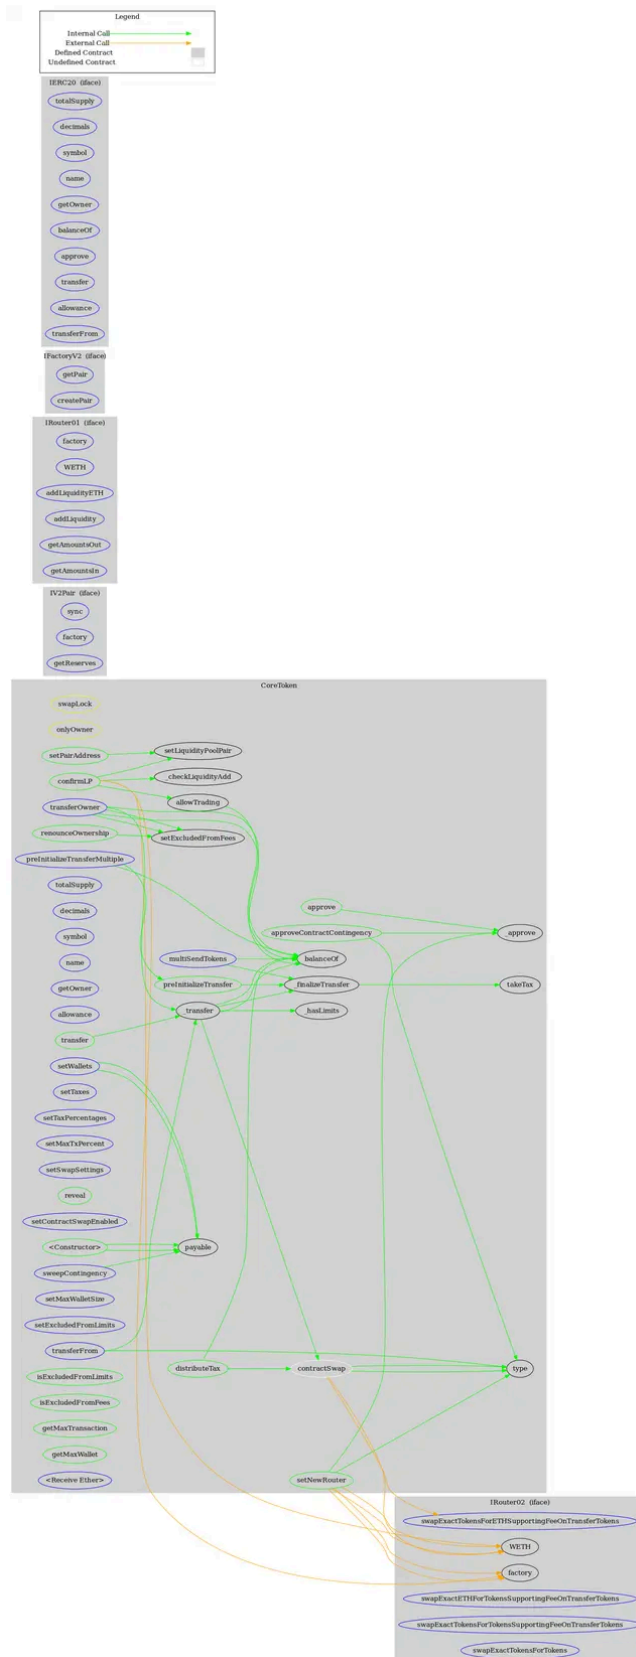 Legend
Internal Call
External Call
Defined Contract
Undefined Contract
IERC20 (iface)
totalSupply
decimals
symbol
name
getOwner
balanceOf
approve
transfer
allowance
transferFrom
IFactoryV2 (iface)
getPair
createPair
IRouter01 (iface)
factory
WETH
addLiquidityETH
addLiquidity
getAmountsOut
getAmountsIn
IV2Pair (iface)
sync
factory
getReserves
CoreToken
swapLock
onlyOwner
setPairAddress
setLiquidityPoolPair
confirmLP
_checkLiquidityAdd
transferOwner
allowTrading
renounceOwnership
setExcludedFromFees
preInitializeTransferMultiple
totalSupply
decimals
approve
symbol
approveContractContingency
_approve
name
multiSendTokens
balanceOf
getOwner
preInitializeTransfer
_finalizeTransfer
takeTax
allowance
_transfer
_hasLimits
transfer
setWallets
setTaxes
setTaxPercentages
setMaxTxPercent
setSwapSettings
reveal
setContractSwapEnabled
<Constructor>
payable
sweepContingency
setMaxWalletSize
setExcludedFromLimits
transferFrom
distributeTax
contractSwap
type
isExcludedFromLimits
isExcludedFromFees
getMaxTransaction
getMaxWallet
<Receive Ether>
setNewRouter
IRouter02 (iface)
swapExactTokensForETHSupportingFeeOnTransferTokens
WETH
factory
swapExactETHForTokensSupportingFeeOnTransferTokens
swapExactTokensForTokensSupportingFeeOnTransferTokens
swapExactTokensForTokens